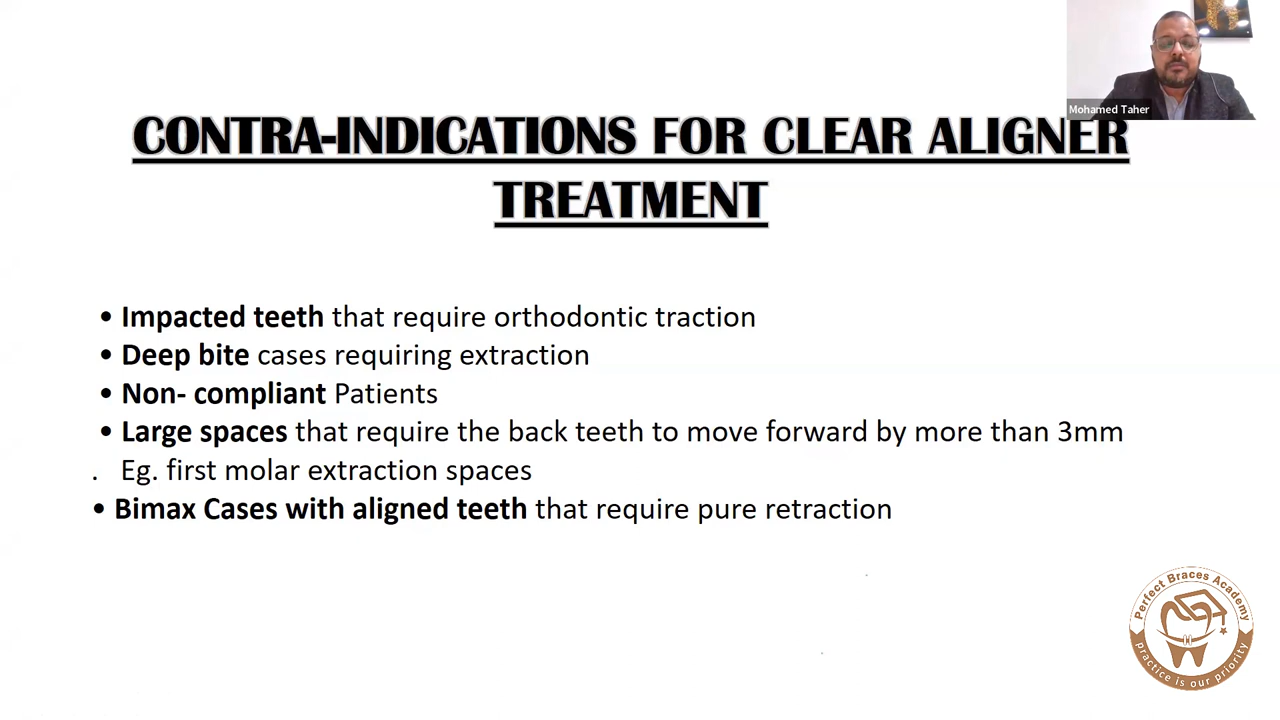 Mohamed Taher
CONTRA-INDICATIONS FOR CLEAR ALIGNER
TREATMENT
• Impacted teeth that require orthodontic traction
• Deep bite cases requiring extraction
• Non- compliant Patients
• Large spaces that require the back teeth to move forward by more than 3mm
. Eg. first molar extraction spaces
• Bimax Cases with aligned teeth that require pure retraction
Perfect Braces Academy
practice is our priority